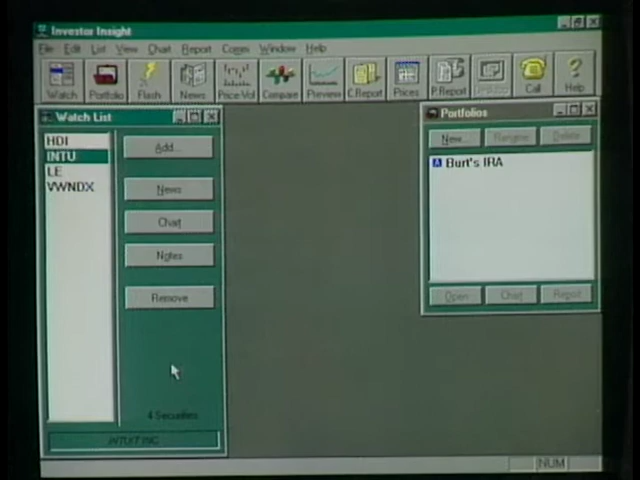 Investor Insight
File Edit List View Chart Report Comms Window Help
Watch Portfolio Flash News Price-Vol Compare Preview C.Report Prices P.Report Call Help
Watch List
HDI
INTU
LE
VWNDX
Add...
News
Chart
Notes
Remove
4 Securities
INTUIT INC
Portfolios
New... Rename Delete
A Burt's IRA
Open Chart Report
NUM